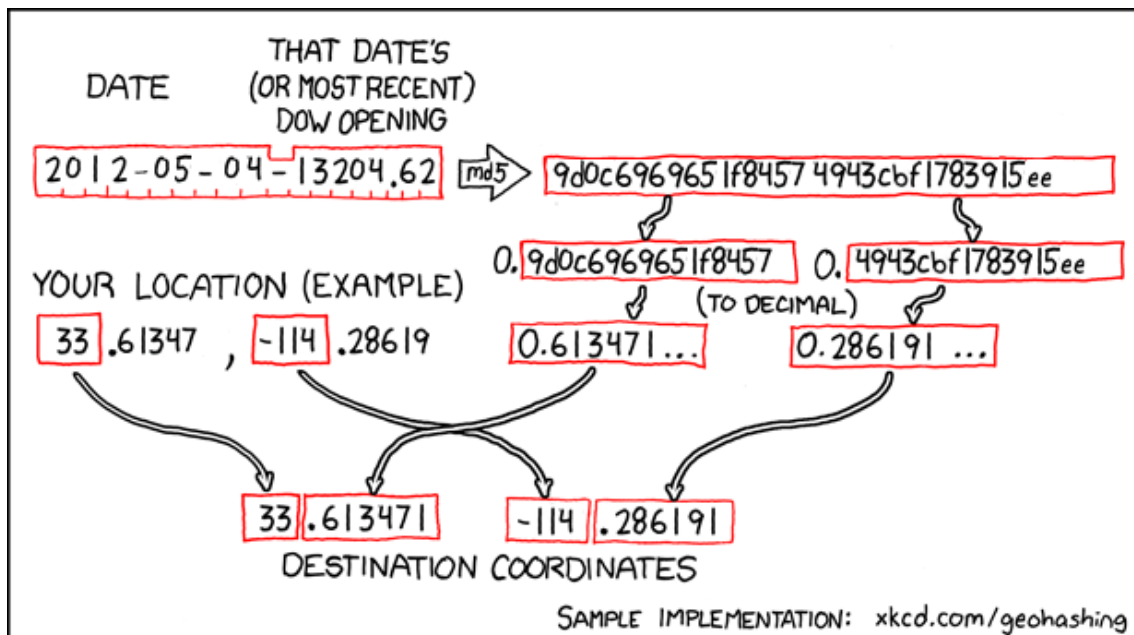 DATE
THAT DATE'S
(OR MOST RECENT)
DOW OPENING
2012-05-04-13204.62
md5
9d0c6969651f84574943cbf1783915ee
0.9d0c6969651f8457
0.4943cbf1783915ee
YOUR LOCATION (EXAMPLE)
(TO DECIMAL)
33.61347, -114.28619
0.613471...
0.286191 ...
33.613471
-114.286191
DESTINATION COORDINATES
SAMPLE IMPLEMENTATION: xkcd.com/geohashing